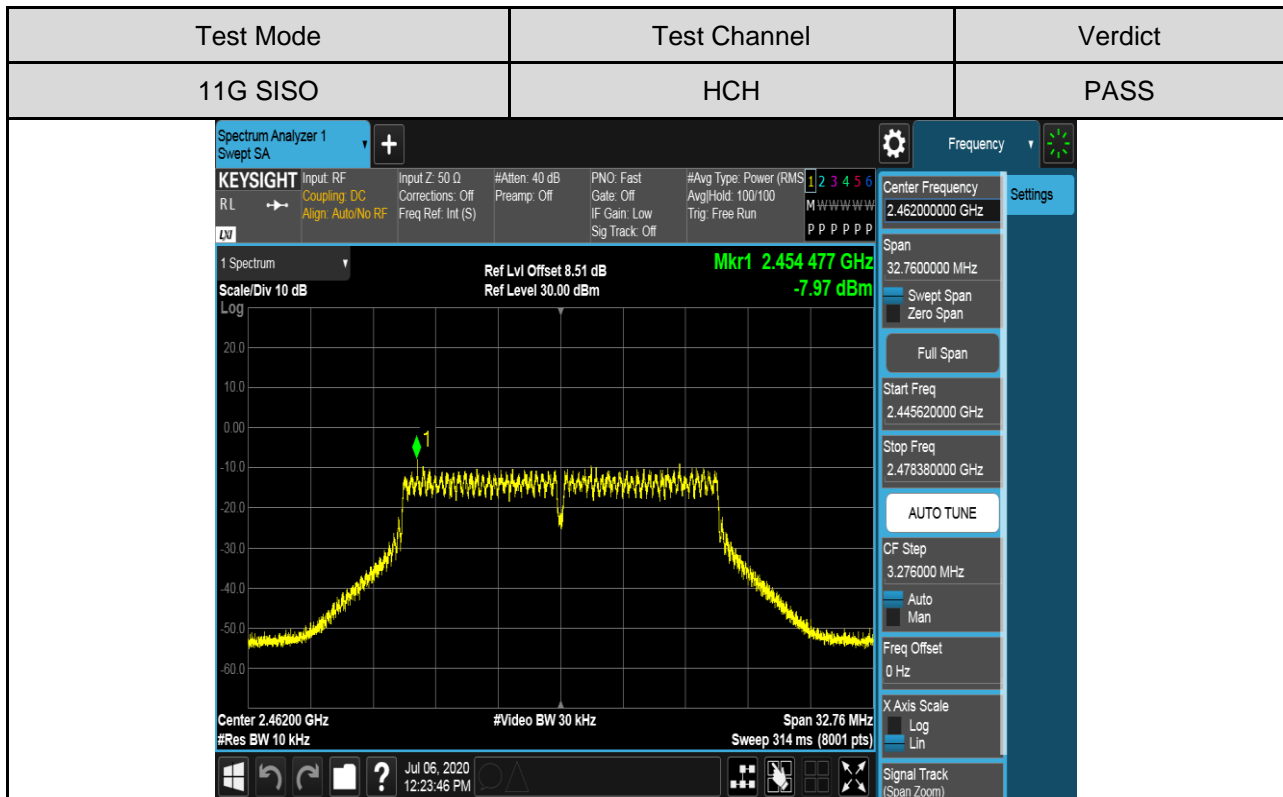 Test Mode Test Channel Verdict
11G SISO HCH PASS
Spectrum Analyzer 1
Swept SA
+
Frequency
KEYSIGHT
RL
LXI
Input: RF
Coupling: DC
Align: Auto/No RF
Input Z: 50 Ω
Corrections: Off
Freq Ref: Int (S)
#Atten: 40 dB
Preamp: Off
PNO: Fast
Gate: Off
IF Gain: Low
Sig Track: Off
#Avg Type: Power (RMS
Avg|Hold: 100/100
Trig: Free Run
1 2 3 4 5 6
M W W W W W
P P P P P P
Settings
1 Spectrum
Scale/Div 10 dB
Log
Ref Lvl Offset 8.51 dB
Ref Level 30.00 dBm
Mkr1 2.454 477 GHz
-7.97 dBm
20.0
10.0
0.00
-10.0
-20.0
-30.0
-40.0
-50.0
-60.0
1
Center 2.46200 GHz
#Res BW 10 kHz
#Video BW 30 kHz
Span 32.76 MHz
Sweep 314 ms (8001 pts)
Center Frequency
2.462000000 GHz
Span
32.7600000 MHz
Swept Span
Zero Span
Full Span
Start Freq
2.445620000 GHz
Stop Freq
2.478380000 GHz
AUTO TUNE
CF Step
3.276000 MHz
Auto
Man
Freq Offset
0 Hz
X Axis Scale
Log
Lin
Signal Track
(Span Zoom)
?
Jul 06, 2020
12:23:46 PM